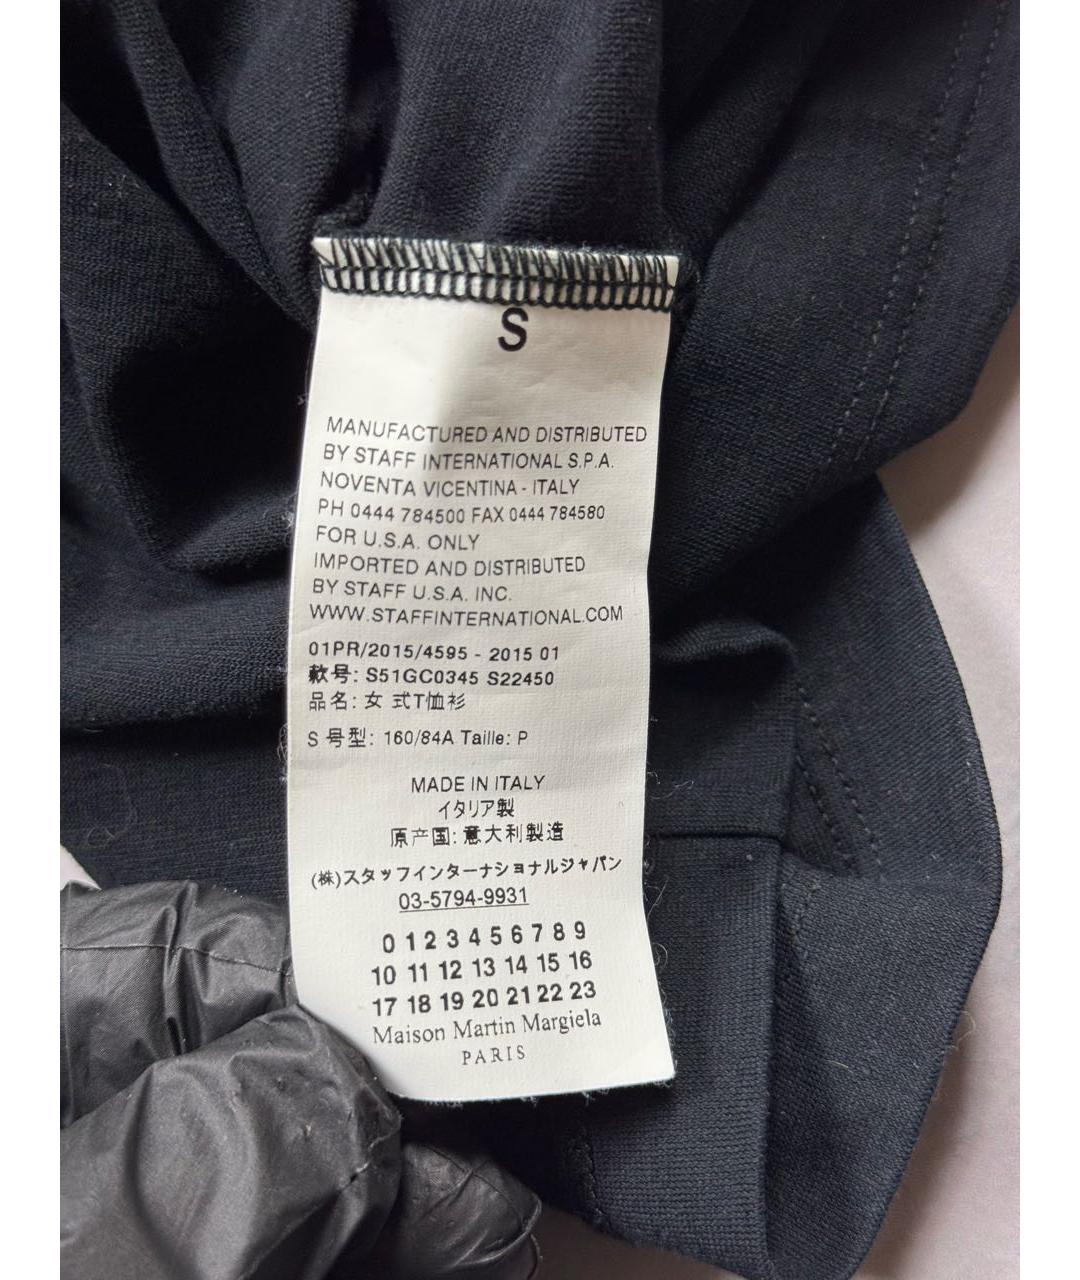 S
MANUFACTURED AND DISTRIBUTED
BY STAFF INTERNATIONAL S.P.A.
NOVENTA VICENTINA - ITALY
PH 0444 784500 FAX 0444 784580
FOR U.S.A. ONLY
IMPORTED AND DISTRIBUTED
BY STAFF U.S.A. INC.
WWW.STAFFINTERNATIONAL.COM
01PR/2015/4595 - 2015 01
款号: S51GC0345 S22450
品名: 女 式T恤衫
S 号型: 160/84A Taille: P
MADE IN ITALY
イタリア製
原产国: 意大利製造
(株)スタッフインターナショナルジャパン
03-5794-9931
0 1 2 3 4 5 6 7 8 9
10 11 12 13 14 15 16
17 18 19 20 21 22 23
Maison Martin Margiela
PARIS